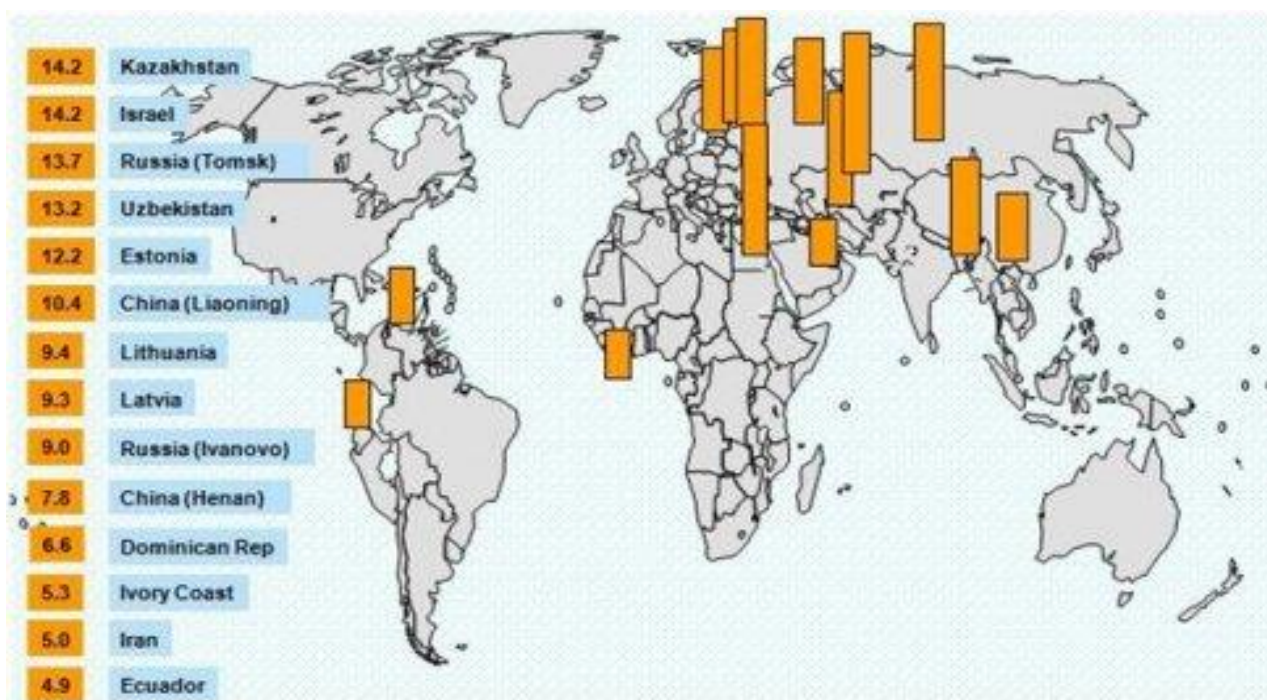 14.2 Kazakhstan
14.2 Israel
13.7 Russia (Tomsk)
13.2 Uzbekistan
12.2 Estonia
10.4 China (Liaoning)
9.4 Lithuania
9.3 Latvia
9.0 Russia (Ivanovo)
7.8 China (Henan)
6.6 Dominican Rep
5.3 Ivory Coast
5.0 Iran
4.9 Ecuador